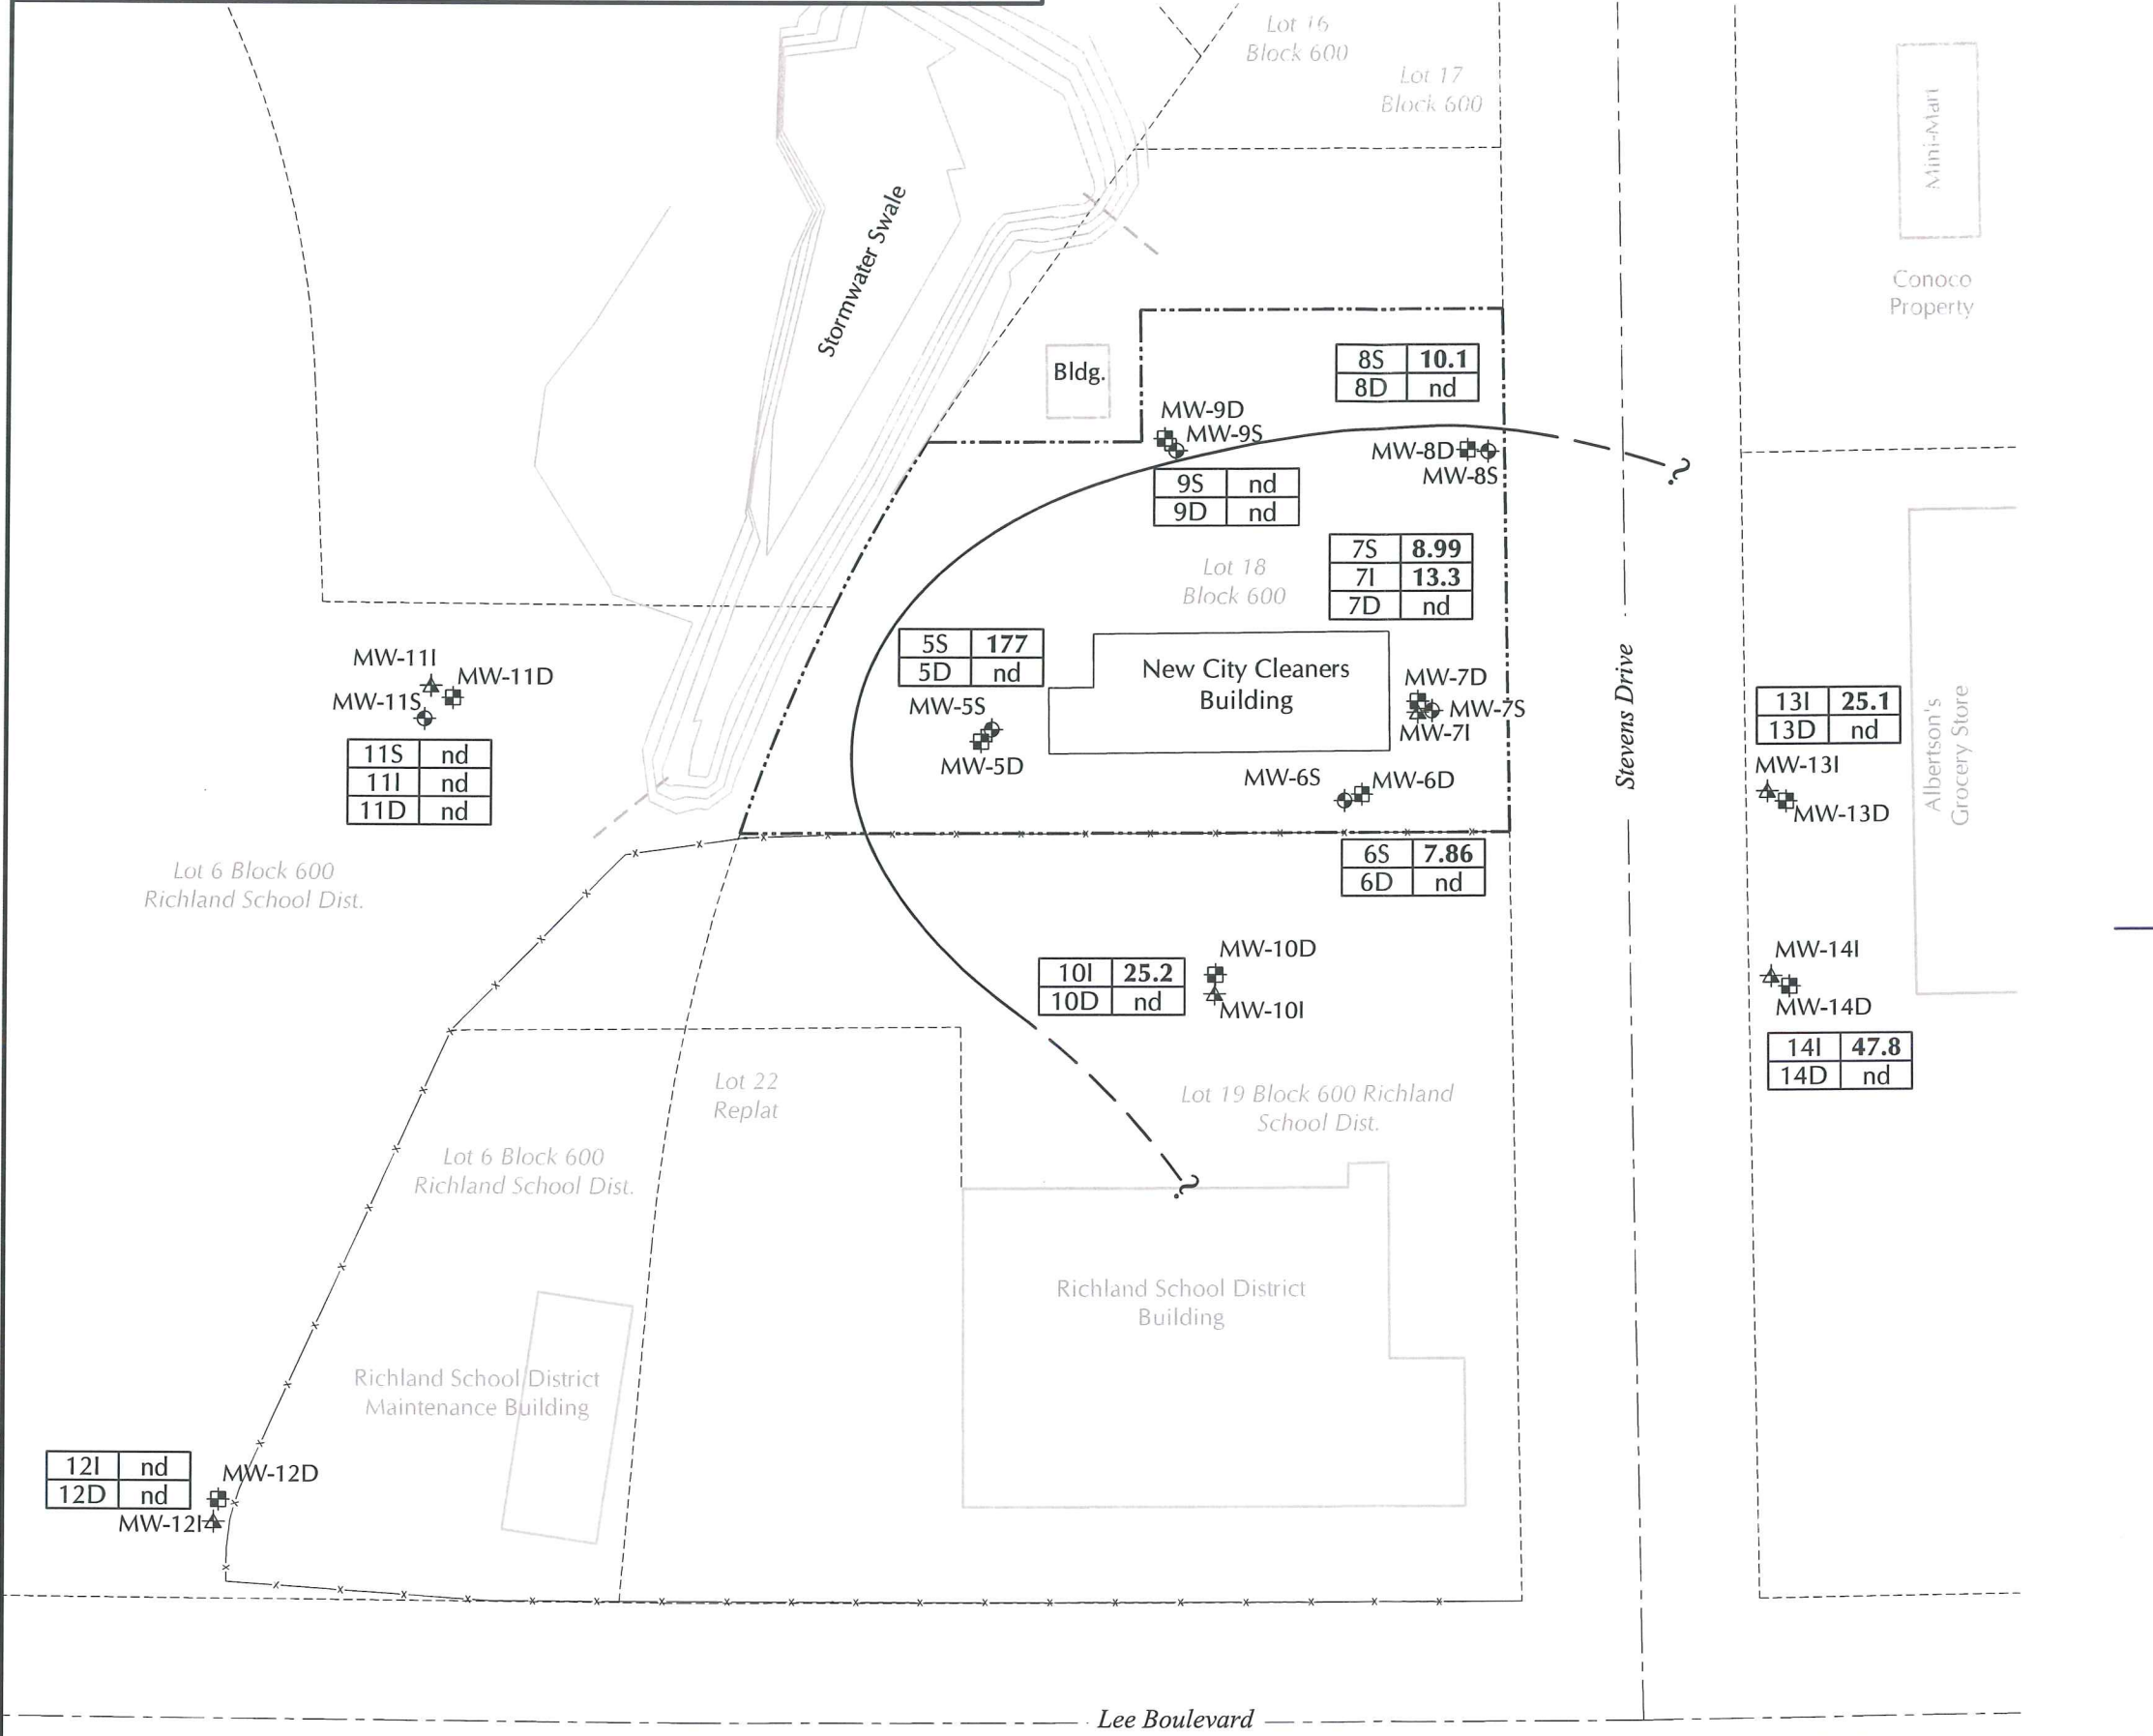 Lot 16
Block 600
Lot 17
Block 600
Mini-Mart
Conoco
Property
Stormwater Swale
Bldg.
8S 10.1
8D nd
MW-9D
MW-9S
MW-8D
MW-8S
9S nd
9D nd
?
Lot 18
Block 600
7S 8.99
7I 13.3
7D nd
5S 177
5D nd
New City Cleaners
Building
MW-11I
MW-11D
MW-11S
MW-5S
MW-5D
MW-7D
MW-7S
MW-7I
Stevens Drive
13I 25.1
13D nd
Albertson's
Grocery Store
11S nd
11I nd
11D nd
MW-6S
MW-6D
MW-13I
MW-13D
6S 7.86
6D nd
Lot 6 Block 600
Richland School Dist.
MW-10D
10I 25.2
10D nd
MW-10I
MW-14I
MW-14D
14I 47.8
14D nd
Lot 22
Replat
Lot 19 Block 600 Richland
School Dist.
Lot 6 Block 600
Richland School Dist.
?
Richland School District
Building
Richland School District
Maintenance Building
12I nd
12D nd
MW-12D
MW-12I
Lee Boulevard